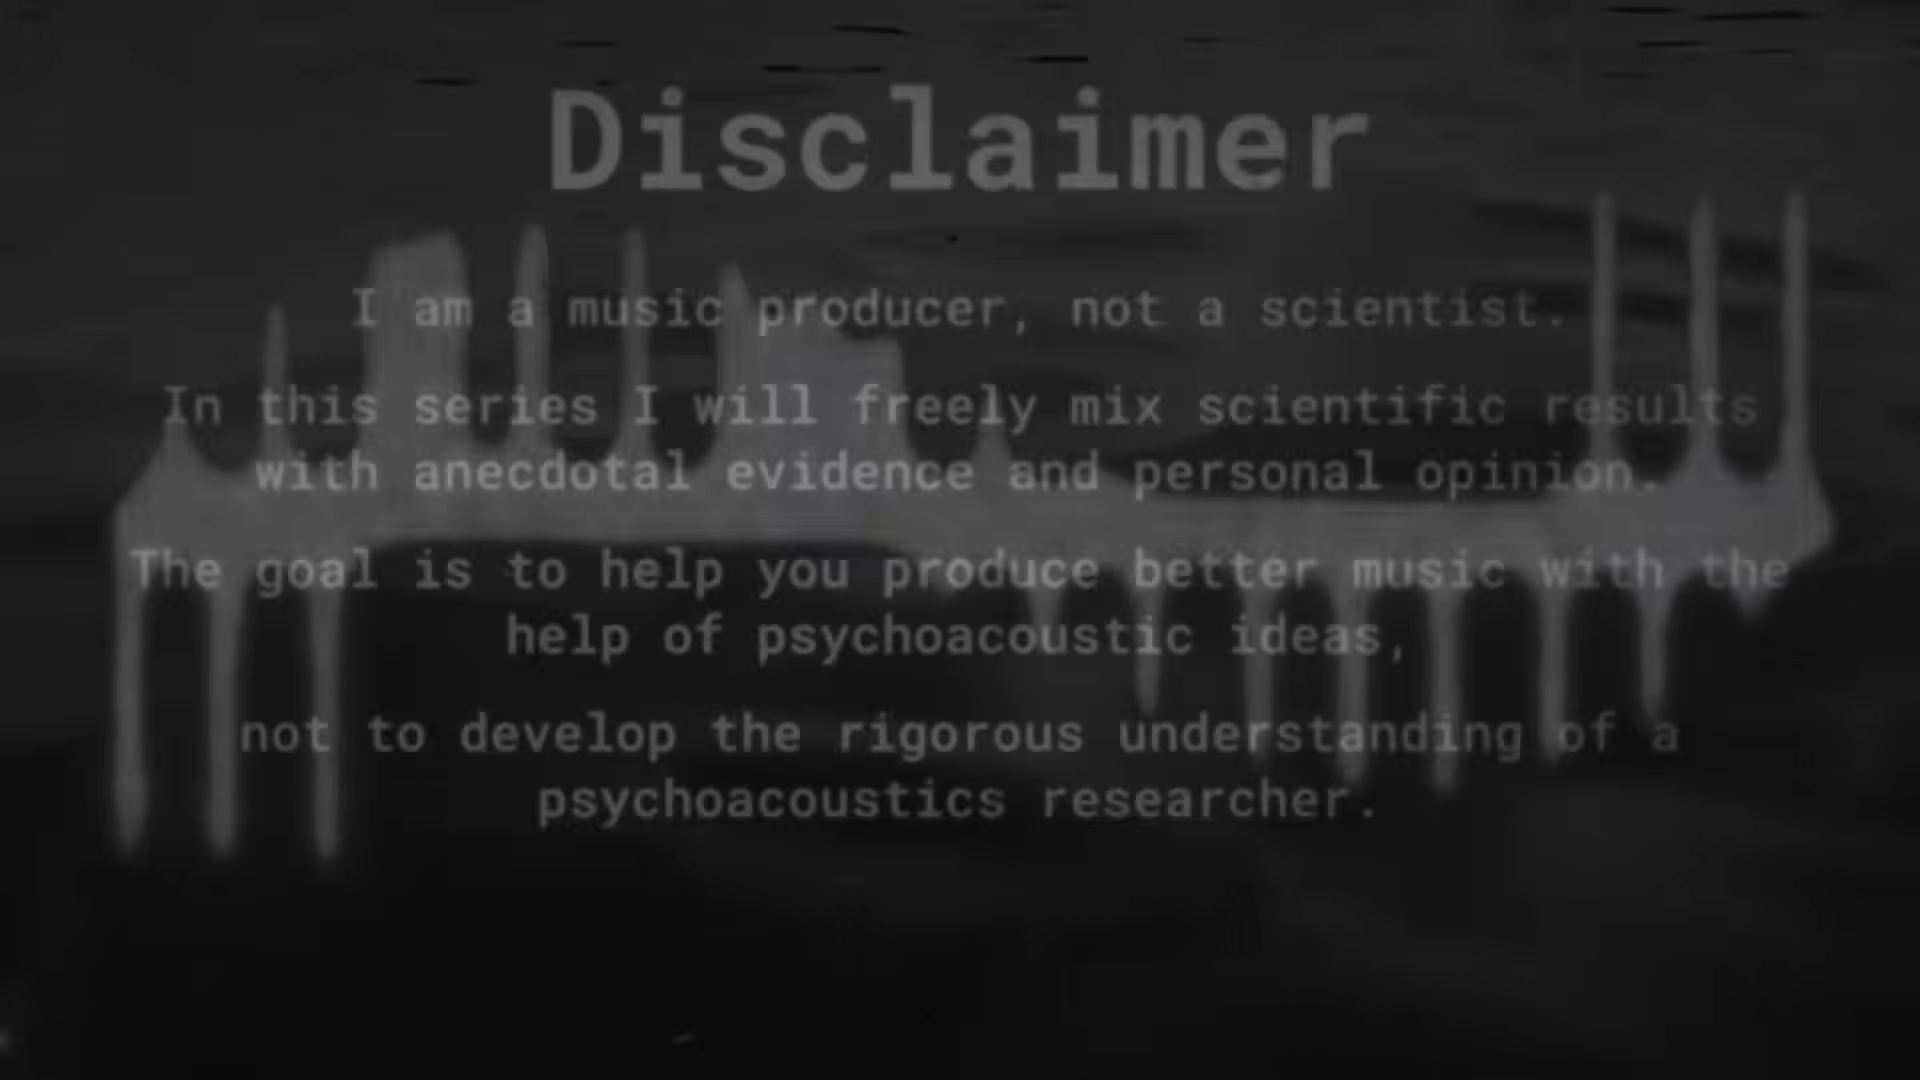 Disclaimer
I am a music producer, not a scientist.
In this series I will freely mix scientific results
with anecdotal evidence and personal opinion.
The goal is to help you produce better music with the
help of psychoacoustic ideas,
not to develop the rigorous understanding of a
psychoacoustics researcher.